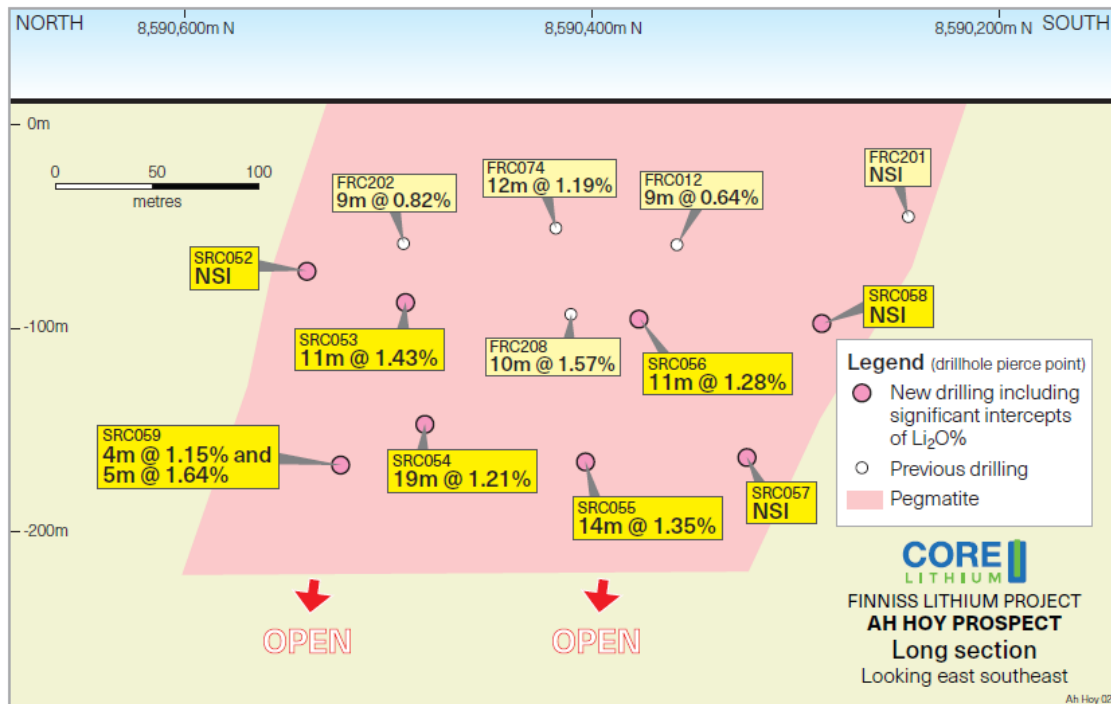 NORTH
8,590,600m N
8,590,400m N
8,590,200m N
SOUTH
0m
0
50
100
metres
FRC202
9m @ 0.82%
FRC074
12m @ 1.19%
FRC012
9m @ 0.64%
FRC201
NSI
SRC052
NSI
-100m
SRC053
11m @ 1.43%
FRC208
10m @ 1.57%
SRC056
11m @ 1.28%
SRC058
NSI
Legend (drillhole pierce point)
New drilling including
significant intercepts
of Li₂O%
Previous drilling
Pegmatite
SRC059
4m @ 1.15% and
5m @ 1.64%
SRC054
19m @ 1.21%
SRC055
14m @ 1.35%
SRC057
NSI
-200m
OPEN
OPEN
CORE
LITHIUM
FINNISS LITHIUM PROJECT
AH HOY PROSPECT
Long section
Looking east southeast
Ah Hoy 02